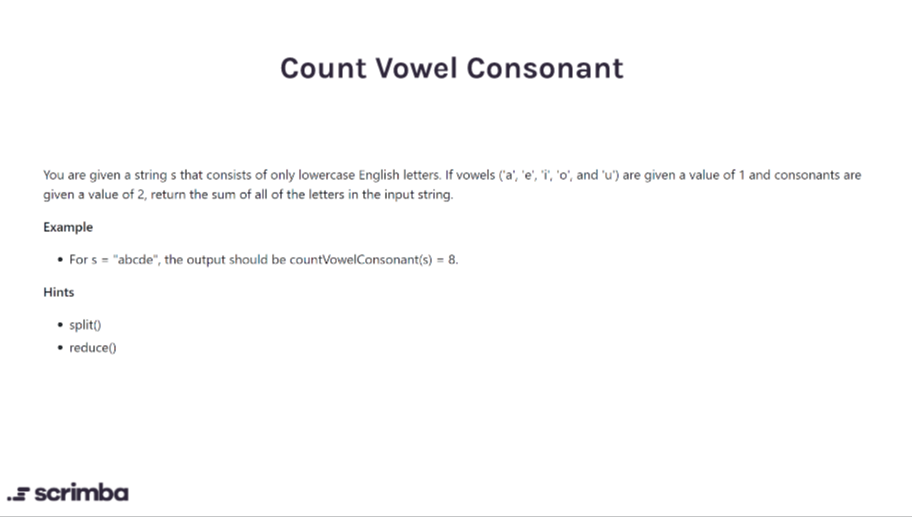 Count Vowel Consonant
You are given a string s that consists of only lowercase English letters. If vowels ('a', 'e', 'i', 'o', and 'u') are given a value of 1 and consonants are
given a value of 2, return the sum of all of the letters in the input string.
Example
• For s = "abcde", the output should be countVowelConsonant(s) = 8.
Hints
• split()
• reduce()
scrimba